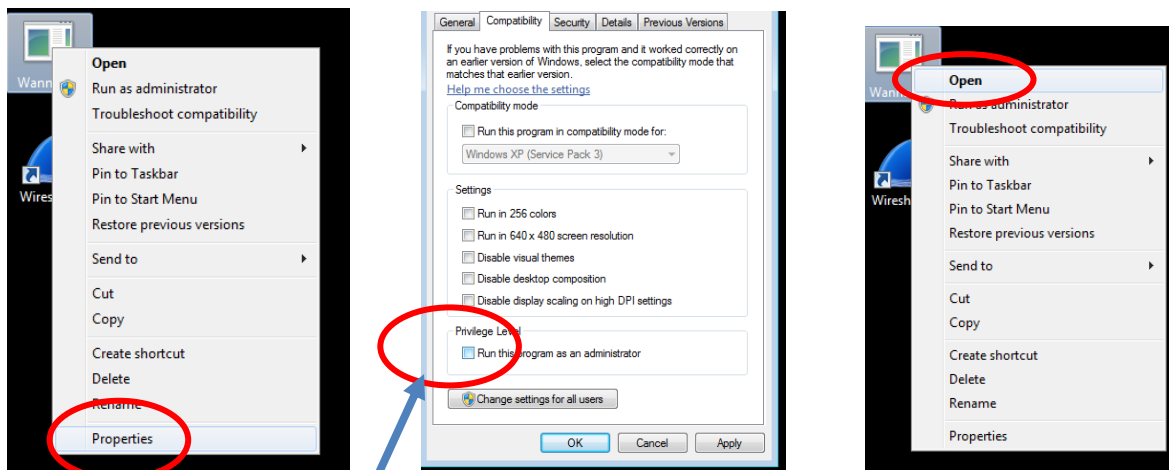 Wann
Wires
Open
Run as administrator
Troubleshoot compatibility
Share with
Pin to Taskbar
Pin to Start Menu
Restore previous versions
Send to
Cut
Copy
Create shortcut
Delete
Rename
Properties
General Compatibility Security Details Previous Versions
If you have problems with this program and it worked correctly on
an earlier version of Windows, select the compatibility mode that
matches that earlier version.
Help me choose the settings
Compatibility mode
Run this program in compatibility mode for:
Windows XP (Service Pack 3)
Settings
Run in 256 colors
Run in 640 x 480 screen resolution
Disable visual themes
Disable desktop composition
Disable display scaling on high DPI settings
Privilege Level
Run this program as an administrator
Change settings for all users
OK Cancel Apply
Wann
Wiresh
Open
Run as administrator
Troubleshoot compatibility
Share with
Pin to Taskbar
Pin to Start Menu
Restore previous versions
Send to
Cut
Copy
Create shortcut
Delete
Rename
Properties